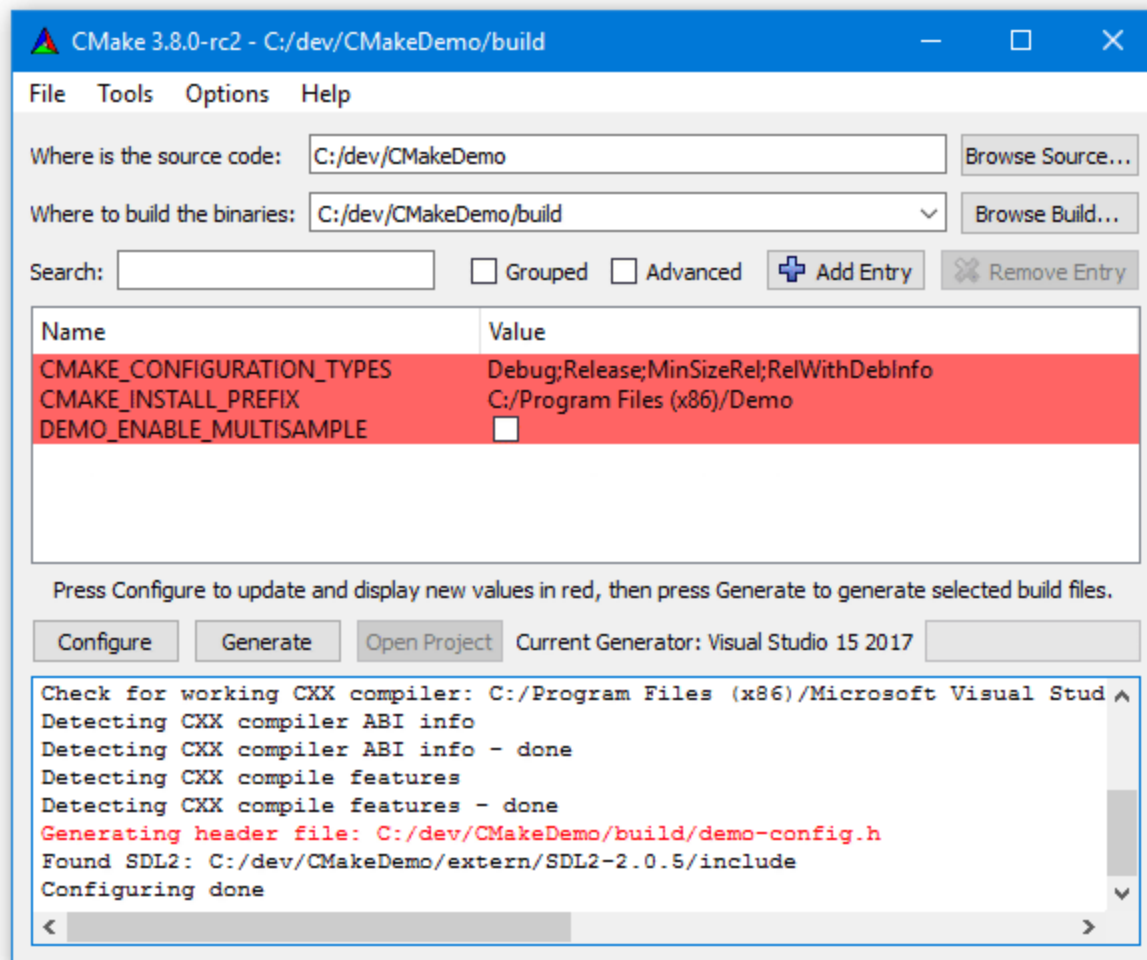 CMake 3.8.0-rc2 - C:/dev/CMakeDemo/build
File Tools Options Help
Where is the source code: C:/dev/CMakeDemo Browse Source...
Where to build the binaries: C:/dev/CMakeDemo/build Browse Build...
Search: Grouped Advanced Add Entry Remove Entry
Name Value
CMAKE_CONFIGURATION_TYPES Debug;Release;MinSizeRel;RelWithDebInfo
CMAKE_INSTALL_PREFIX C:/Program Files (x86)/Demo
DEMO_ENABLE_MULTISAMPLE
Press Configure to update and display new values in red, then press Generate to generate selected build files.
Configure Generate Open Project Current Generator: Visual Studio 15 2017
Check for working CXX compiler: C:/Program Files (x86)/Microsoft Visual Stud
Detecting CXX compiler ABI info
Detecting CXX compiler ABI info - done
Detecting CXX compile features
Detecting CXX compile features - done
Generating header file: C:/dev/CMakeDemo/build/demo-config.h
Found SDL2: C:/dev/CMakeDemo/extern/SDL2-2.0.5/include
Configuring done